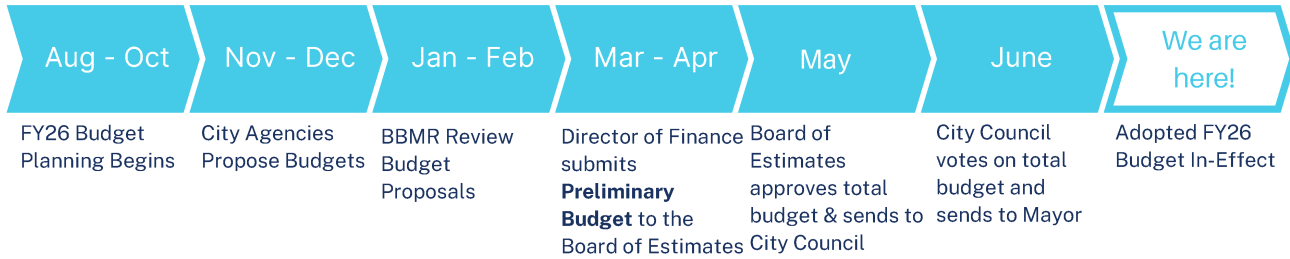 Aug - Oct
Nov - Dec
Jan - Feb
Mar - Apr
May
June
We are
here!
FY26 Budget
Planning Begins
City Agencies
Propose Budgets
BBMR Review
Budget
Proposals
Director of Finance
submits
Preliminary
Budget to the
Board of Estimates
Board of
Estimates
approves total
budget & sends to
City Council
City Council
votes on total
budget and
sends to Mayor
Adopted FY26
Budget In-Effect